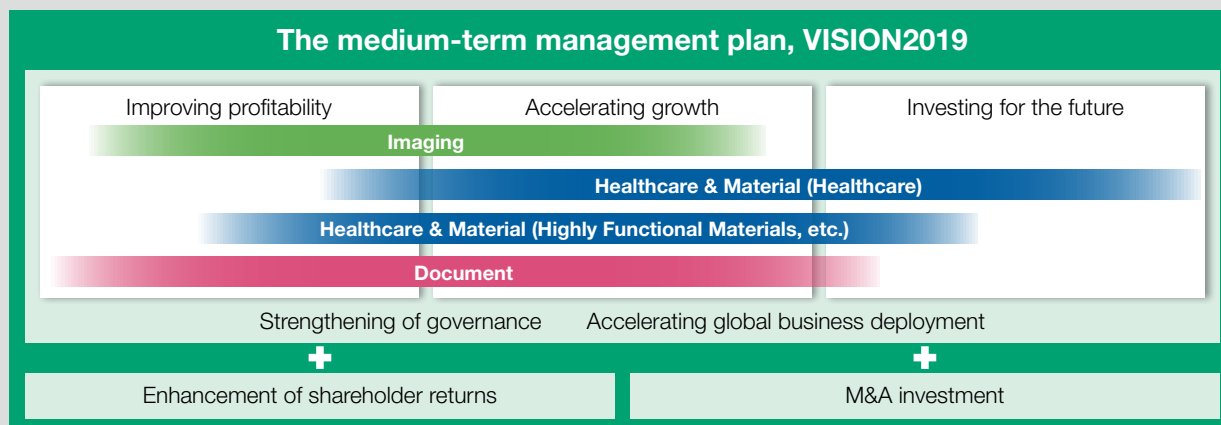 The medium-term management plan, VISION2019
Improving profitability
Accelerating growth
Investing for the future
Imaging
Healthcare & Material (Healthcare)
Healthcare & Material (Highly Functional Materials, etc.)
Document
Strengthening of governance
Accelerating global business deployment
Enhancement of shareholder returns
M&A investment